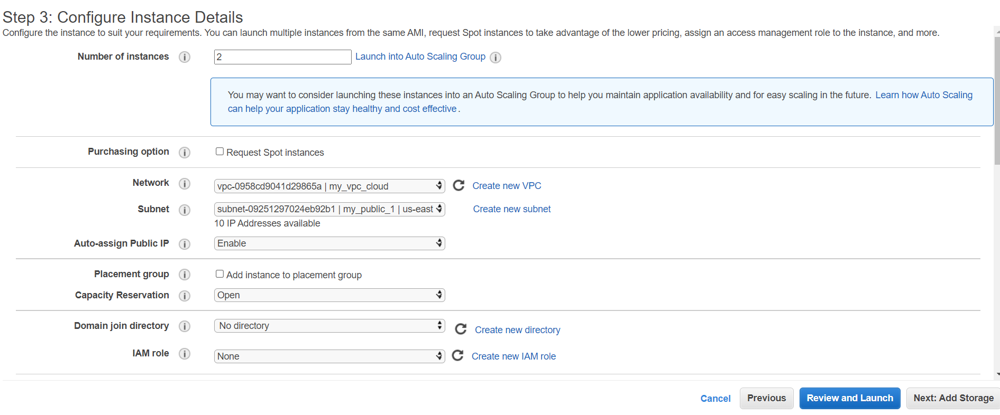 Step 3: Configure Instance Details
Configure the instance to suit your requirements. You can launch multiple instances from the same AMI, request Spot instances to take advantage of the lower pricing, assign an access management role to the instance, and more.
Number of instances 2 Launch into Auto Scaling Group
You may want to consider launching these instances into an Auto Scaling Group to help you maintain application availability and for easy scaling in the future. Learn how Auto Scaling
can help your application stay healthy and cost effective.
Purchasing option Request Spot instances
Network vpc-0958cd9041d29865a | my_vpc_cloud Create new VPC
Subnet subnet-09251297024eb92b1 | my_public_1 | us-east Create new subnet
10 IP Addresses available
Auto-assign Public IP Enable
Placement group Add instance to placement group
Capacity Reservation Open
Domain join directory No directory Create new directory
IAM role None Create new IAM role
Cancel Previous Review and Launch Next: Add Storage